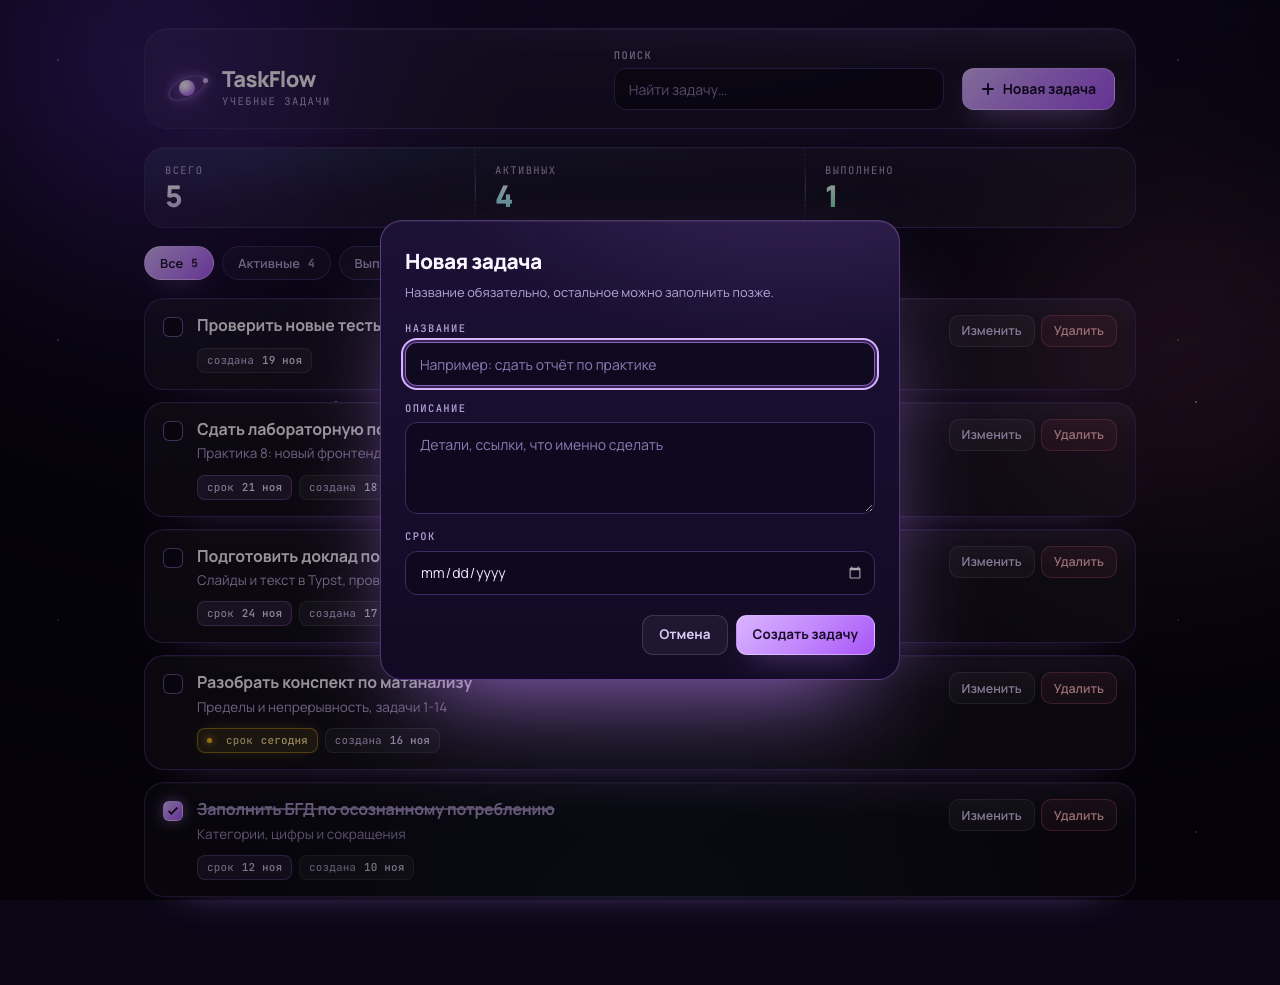 ПОИСК
TaskFlow
УЧЕБНЫЕ ЗАДАЧИ
Найти задачу…
+ Новая задача
ВСЕГО
АКТИВНЫХ
ВЫПОЛНЕНО
5
4
1
Все 5
Активные 4
Вып
Новая задача
Название обязательно, остальное можно заполнить позже.
НАЗВАНИЕ
Например: сдать отчёт по практике
ОПИСАНИЕ
Детали, ссылки, что именно сделать
СРОК
mm/dd/yyyy
Отмена
Создать задачу
Проверить новые тесты
создана 19 ноя
Изменить
Удалить
Сдать лабораторную по
Практика 8: новый фронтенд
срок 21 ноя
создана 18
Изменить
Удалить
Подготовить доклад по
Слайды и текст в Typst, пров
срок 24 ноя
создана 17
Изменить
Удалить
Разобрать конспект по матанализу
Пределы и непрерывность, задачи 1-14
срок сегодня
создана 16 ноя
Изменить
Удалить
Заполнить БГД по осознанному потреблению
Категории, цифры и сокращения
срок 12 ноя
создана 10 ноя
Изменить
Удалить